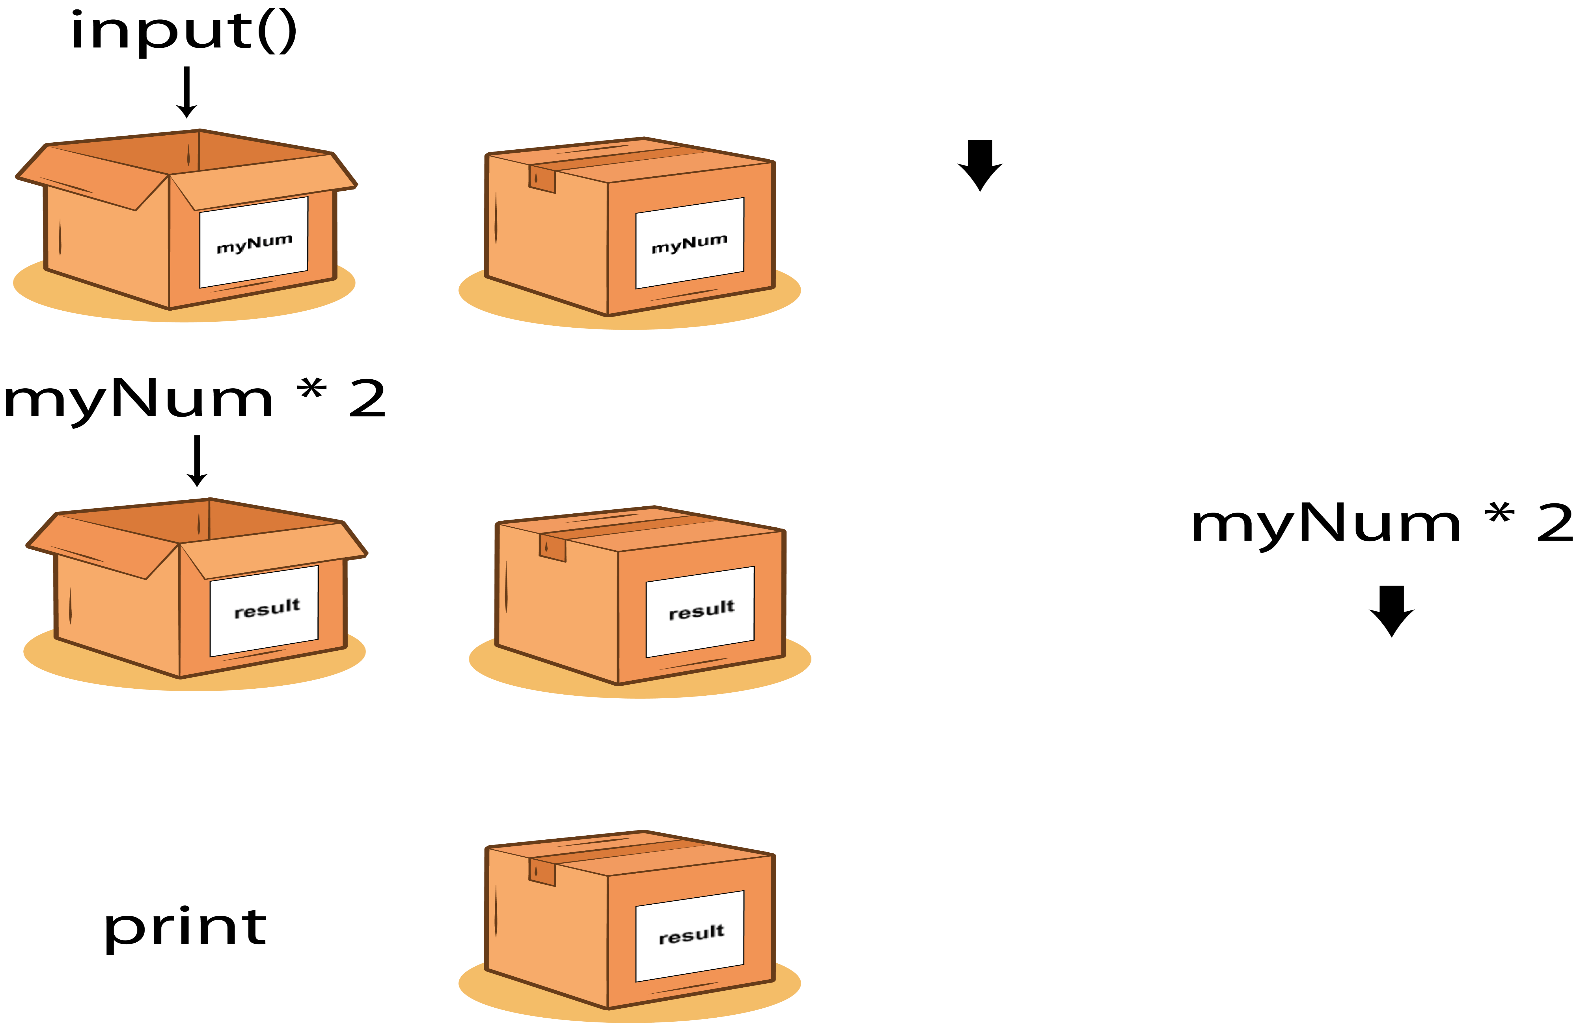 input()
myNum
myNum
myNum * 2
myNum * 2
result
result
print
result